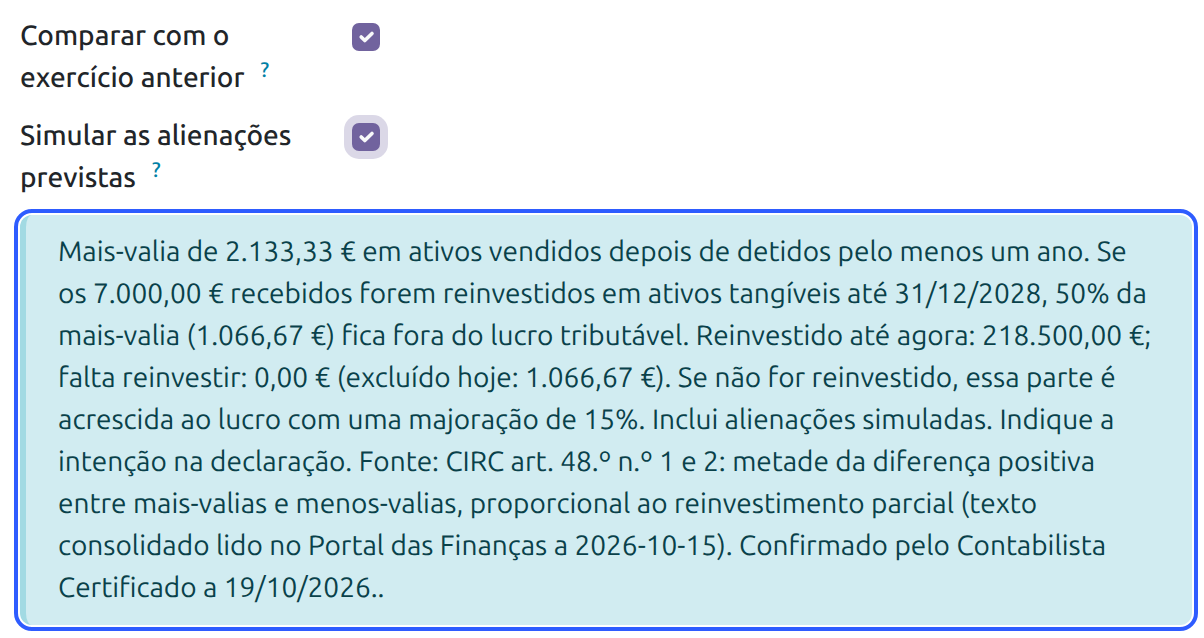 Comparar com o
exercício anterior ?
Simular as alienações
previstas ?
Mais-valia de 2.133,33 € em ativos vendidos depois de detidos pelo menos um ano. Se
os 7.000,00 € recebidos forem reinvestidos em ativos tangíveis até 31/12/2028, 50% da
mais-valia (1.066,67 €) fica fora do lucro tributável. Reinvestido até agora: 218.500,00 €;
falta reinvestir: 0,00 € (excluído hoje: 1.066,67 €). Se não for reinvestido, essa parte é
acrescida ao lucro com uma majoração de 15%. Inclui alienações simuladas. Indique a
intenção na declaração. Fonte: CIRC art. 48.º n.º 1 e 2: metade da diferença positiva
entre mais-valias e menos-valias, proporcional ao reinvestimento parcial (texto
consolidado lido no Portal das Finanças a 2026-10-15). Confirmado pelo Contabilista
Certificado a 19/10/2026..